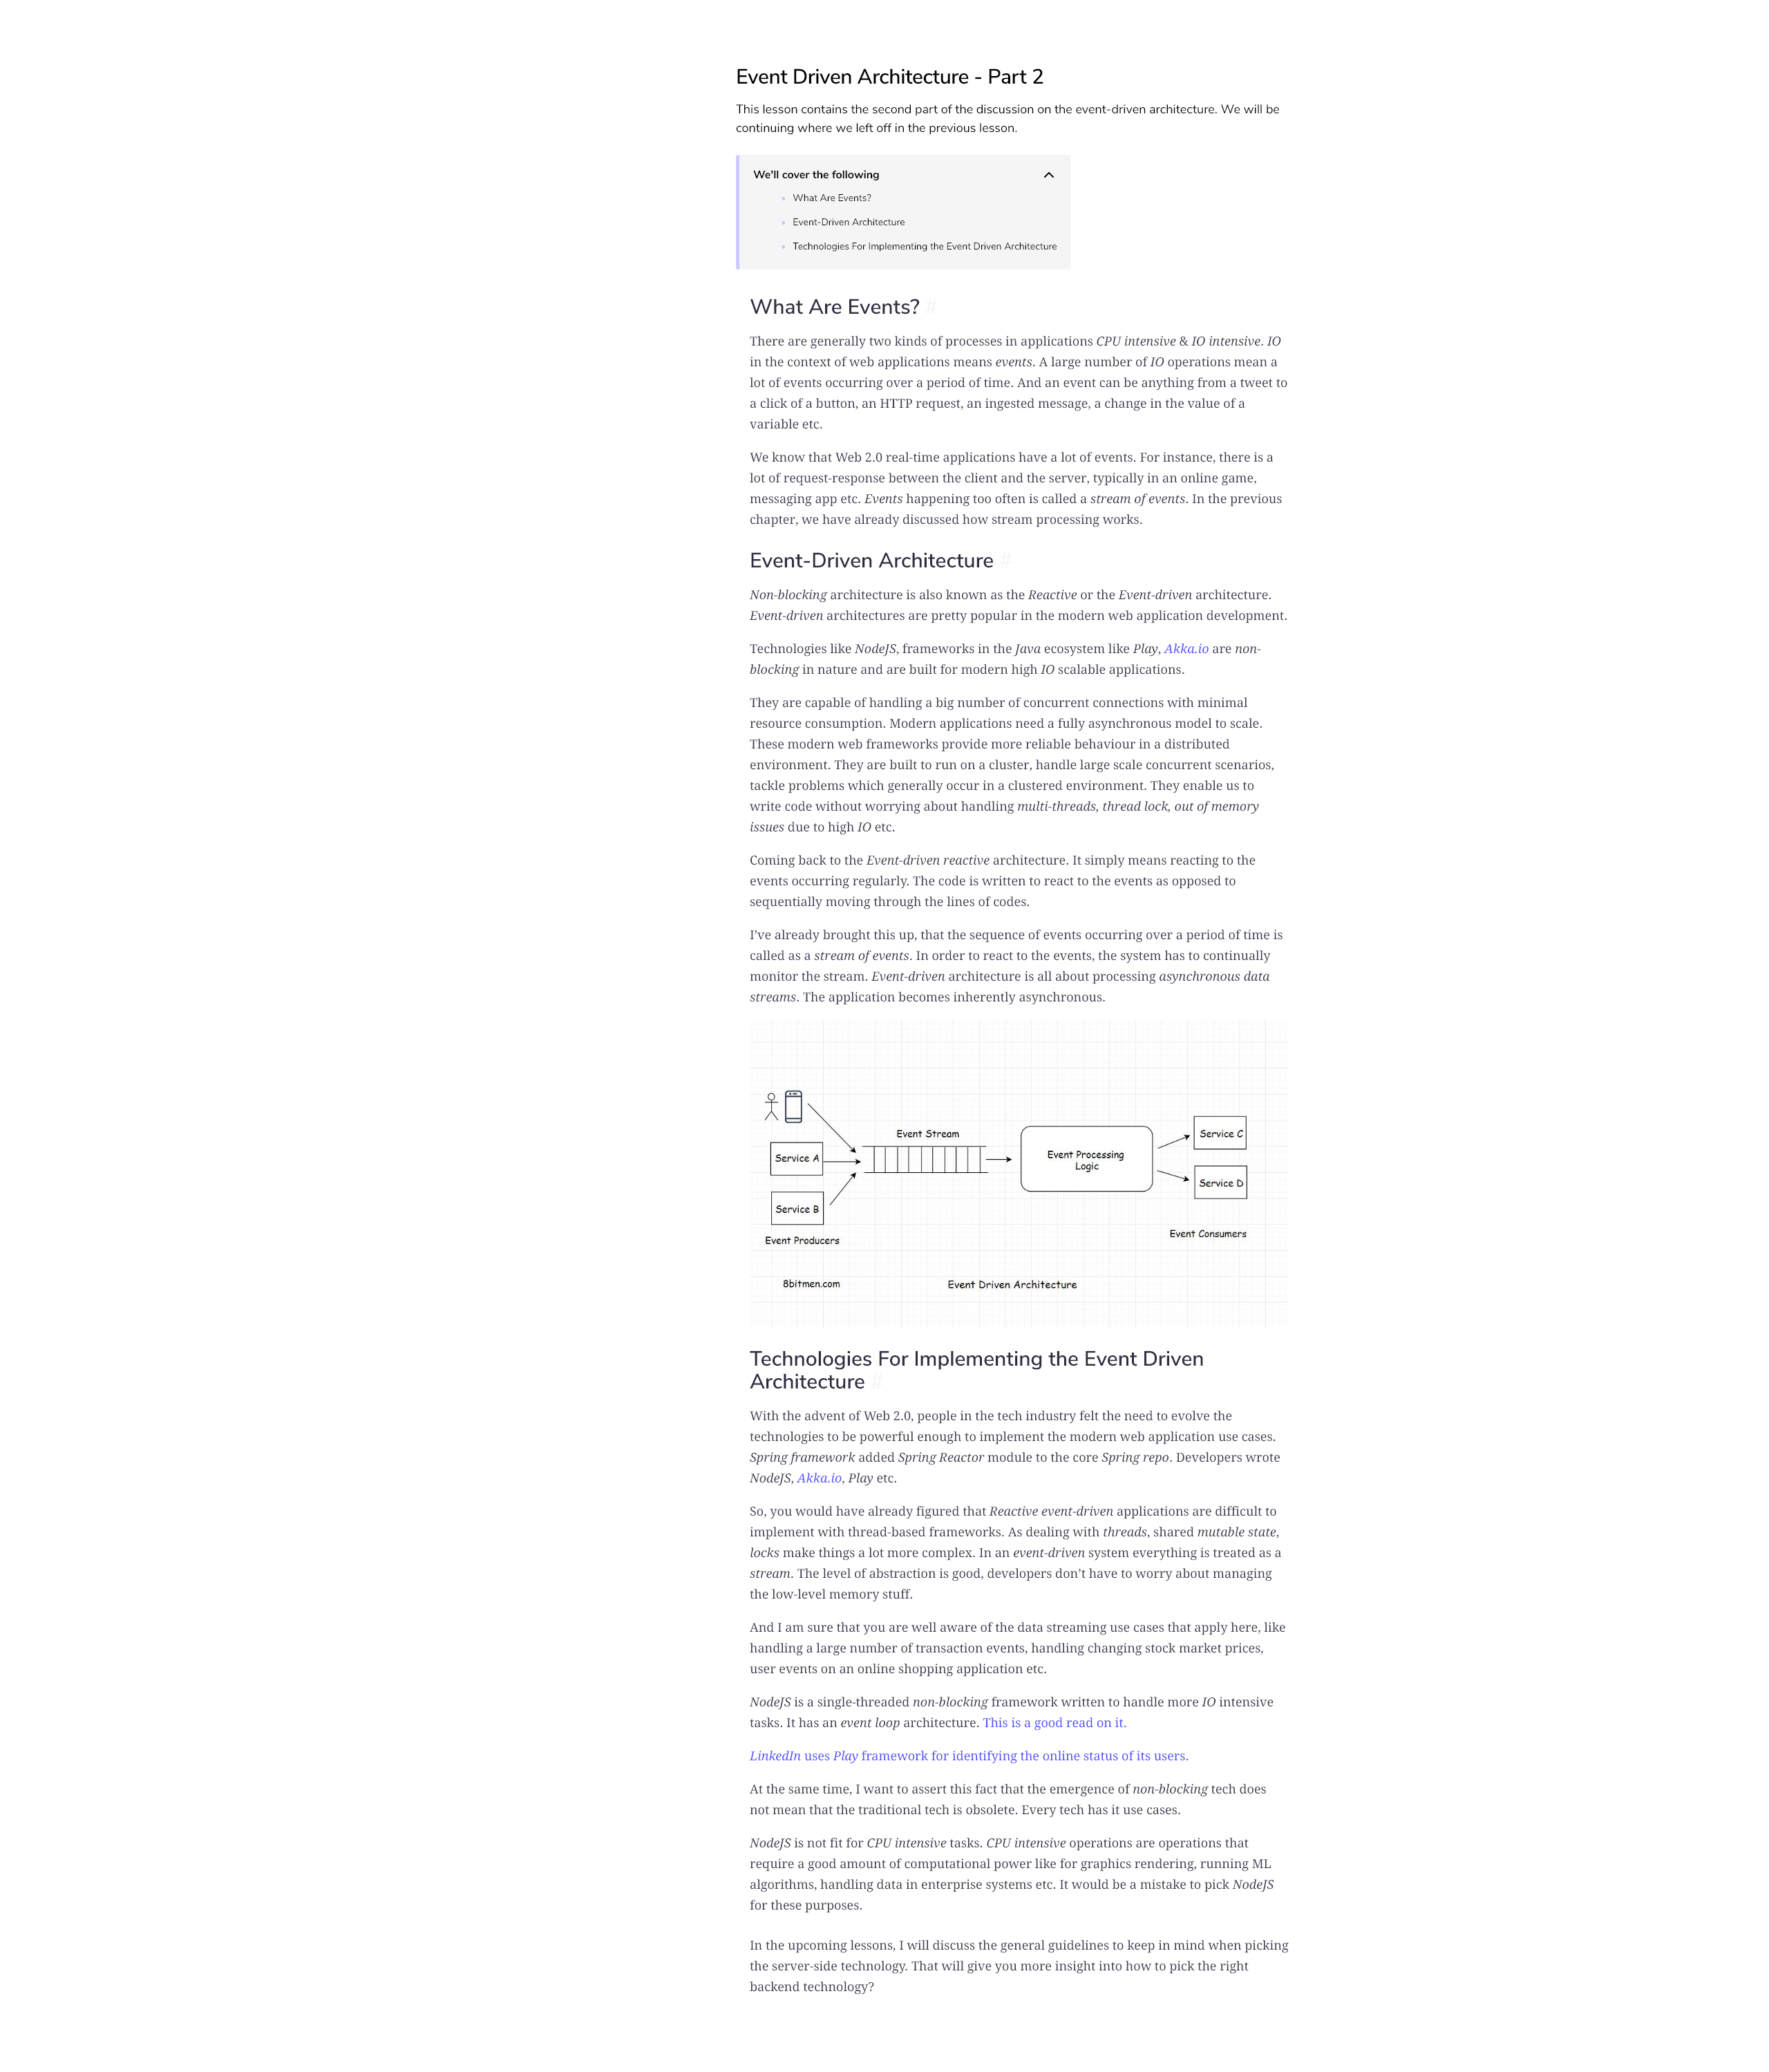 Event Driven Architecture - Part 2
This lesson contains the second part of the discussion on the event-driven architecture. We will be
continuing where we left off in the previous lesson.
We'll cover the following
What Are Events?
Event-Driven Architecture
Technologies For Implementing the Event Driven Architecture
What Are Events? #
There are generally two kinds of processes in applications CPU intensive & IO intensive. IO
in the context of web applications means events. A large number of IO operations mean a
lot of events occurring over a period of time. And an event can be anything from a tweet to
a click of a button, an HTTP request, an ingested message, a change in the value of a
variable etc.
We know that Web 2.0 real-time applications have a lot of events. For instance, there is a
lot of request-response between the client and the server, typically in an online game,
messaging app etc. Events happening too often is called a stream of events. In the previous
chapter, we have already discussed how stream processing works.
Event-Driven Architecture #
Non-blocking architecture is also known as the Reactive or the Event-driven architecture.
Event-driven architectures are pretty popular in the modern web application development.
Technologies like NodeJS, frameworks in the Java ecosystem like Play, Akka.io are non-
blocking in nature and are built for modern high IO scalable applications.
They are capable of handling a big number of concurrent connections with minimal
resource consumption. Modern applications need a fully asynchronous model to scale.
These modern web frameworks provide more reliable behaviour in a distributed
environment. They are built to run on a cluster, handle large scale concurrent scenarios,
tackle problems which generally occur in a clustered environment. They enable us to
write code without worrying about handling multi-threads, thread lock, out of memory
issues due to high IO etc.
Coming back to the Event-driven reactive architecture. It simply means reacting to the
events occurring regularly. The code is written to react to the events as opposed to
sequentially moving through the lines of codes.
I've already brought this up, that the sequence of events occurring over a period of time is
called as a stream of events. In order to react to the events, the system has to continually
monitor the stream. Event-driven architecture is all about processing asynchronous data
streams. The application becomes inherently asynchronous.
Service A
Service B
Event Producers
Event Stream
Event Processing
Logic
Service C
Service D
Event Consumers
8bitmen.com
Event Driven Architecture
Technologies For Implementing the Event Driven
Architecture #
With the advent of Web 2.0, people in the tech industry felt the need to evolve the
technologies to be powerful enough to implement the modern web application use cases.
Spring framework added Spring Reactor module to the core Spring repo. Developers wrote
NodeJS, Akka.io, Play etc.
So, you would have already figured that Reactive event-driven applications are difficult to
implement with thread-based frameworks. As dealing with threads, shared mutable state,
locks make things a lot more complex. In an event-driven system everything is treated as a
stream. The level of abstraction is good, developers don't have to worry about managing
the low-level memory stuff.
And I am sure that you are well aware of the data streaming use cases that apply here, like
handling a large number of transaction events, handling changing stock market prices,
user events on an online shopping application etc.
NodeJS is a single-threaded non-blocking framework written to handle more IO intensive
tasks. It has an event loop architecture. This is a good read on it.
LinkedIn uses Play framework for identifying the online status of its users.
At the same time, I want to assert this fact that the emergence of non-blocking tech does
not mean that the traditional tech is obsolete. Every tech has it use cases.
NodeJS is not fit for CPU intensive tasks. CPU intensive operations are operations that
require a good amount of computational power like for graphics rendering, running ML
algorithms, handling data in enterprise systems etc. It would be a mistake to pick NodeJS
for these purposes.
In the upcoming lessons, I will discuss the general guidelines to keep in mind when picking
the server-side technology. That will give you more insight into how to pick the right
backend technology?